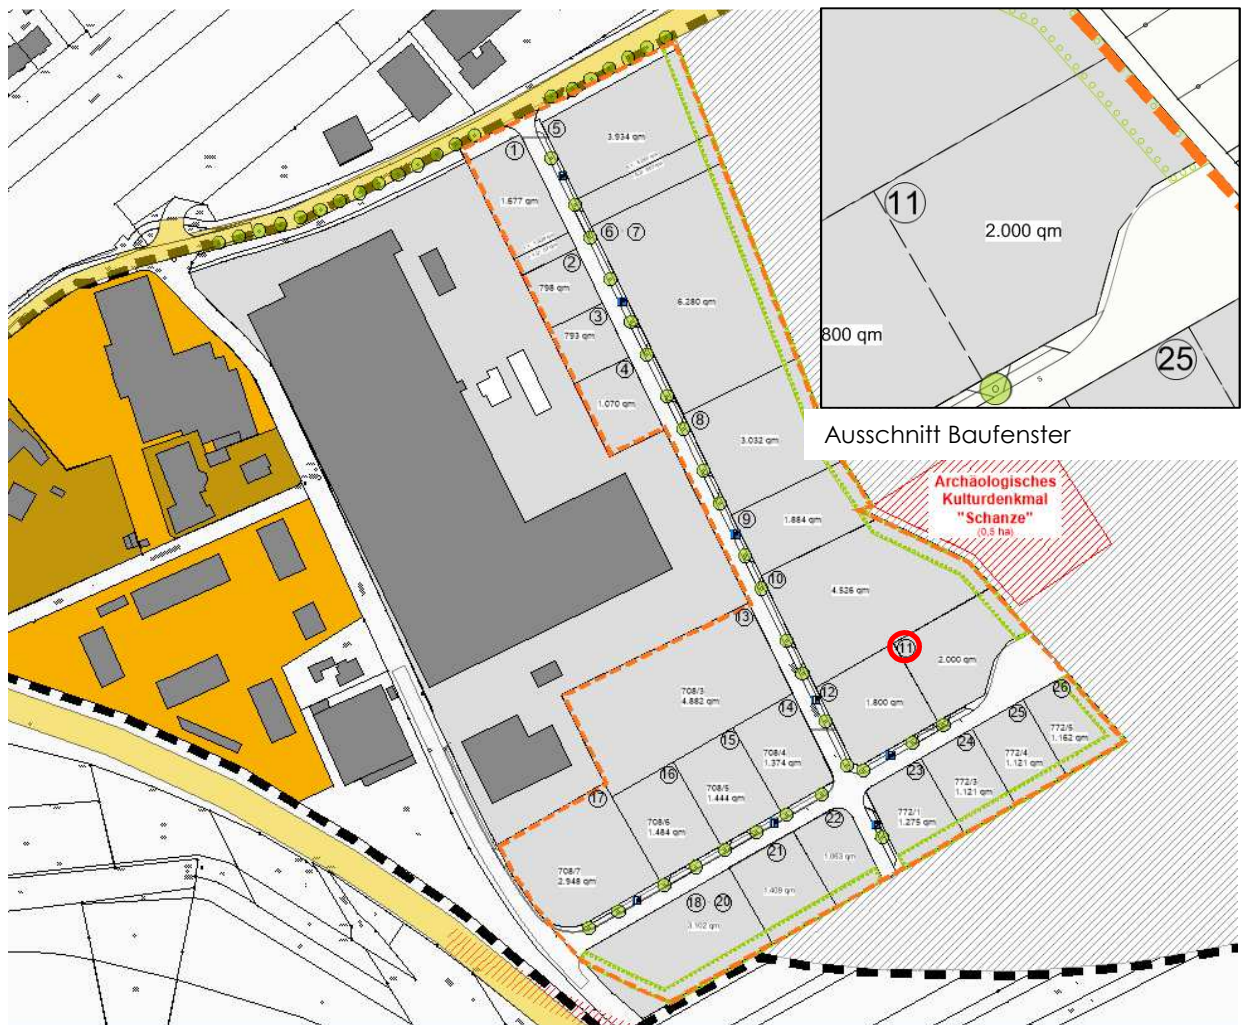 5
1
3.934 qm
1.677 qm
6
7
2
798 qm
6.280 qm
3
793 qm
4
1.070 qm
8
3.032 qm
9
1.884 qm
10
4.526 qm
13
11
2.000 qm
12
1.800 qm
708/3
4.882 qm
14
26
25
15
708/4
1.374 qm
24
772/5
1.162 qm
16
772/4
1.121 qm
23
772/3
1.121 qm
17
708/5
1.444 qm
772/1
1.275 qm
708/6
1.484 qm
22
21
708/7
2.948 qm
18
20
1.409 qm
11
2.000 qm
800 qm
25
S
Ausschnitt Baufenster
Archäologisches
Kulturdenkmal
"Schanze"
(0,5 ha)